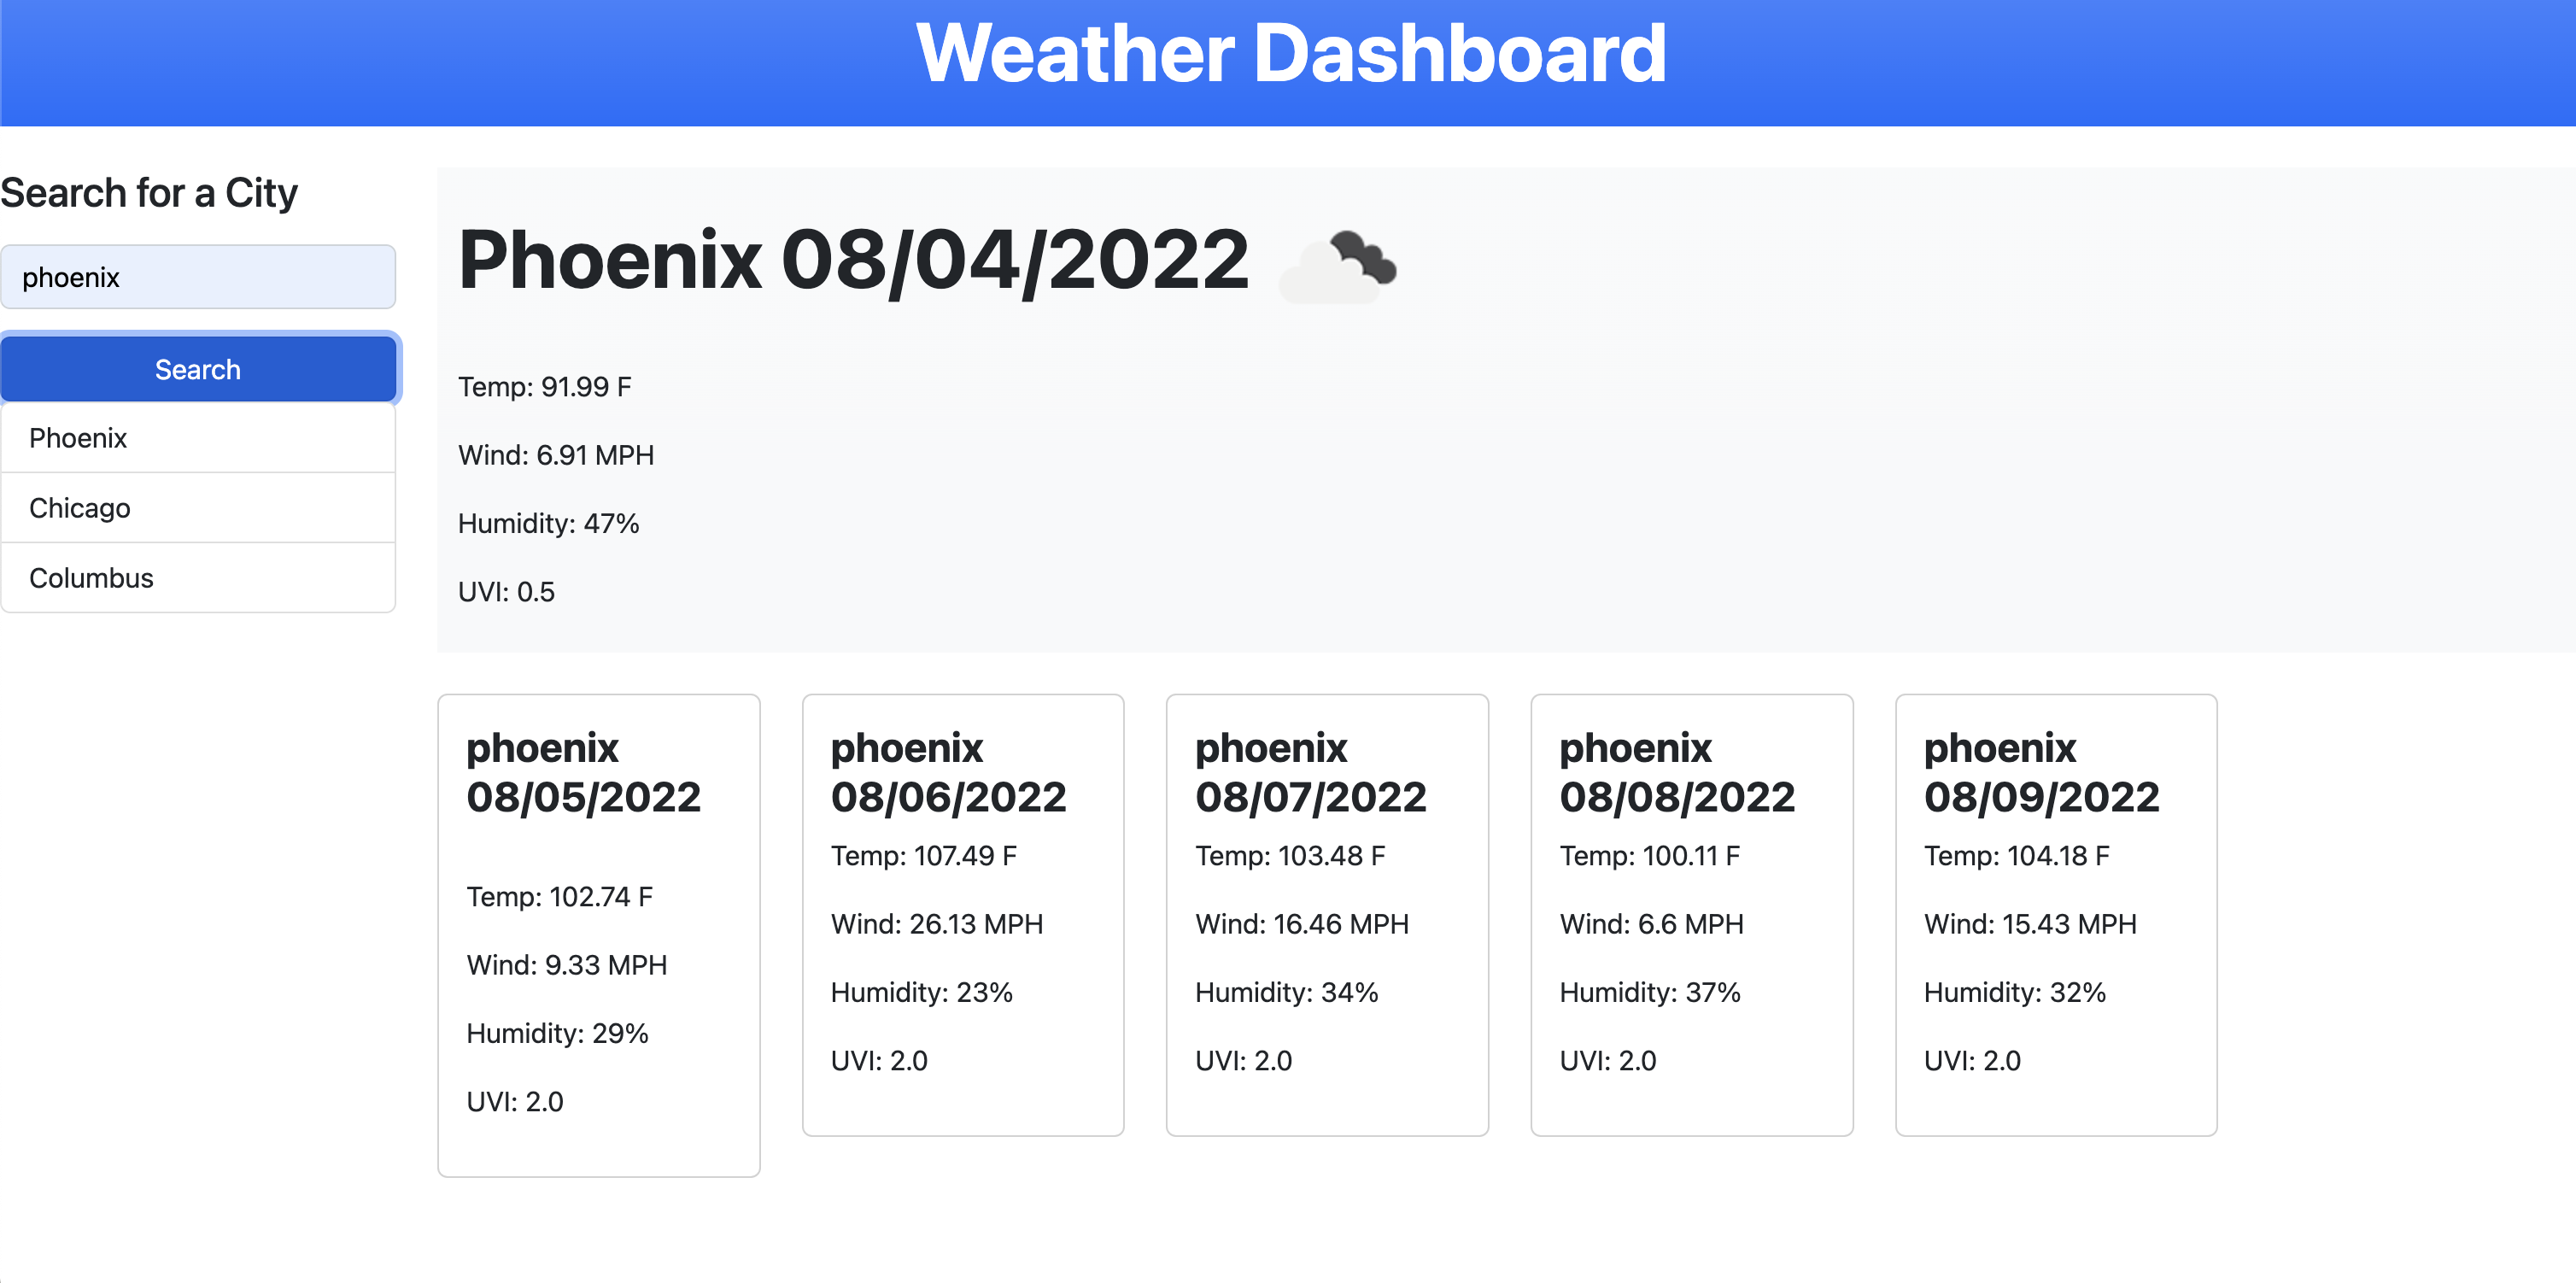 Weather Dashboard
Search for a City
phoenix
Search
Phoenix
Chicago
Columbus
Phoenix 08/04/2022
Temp: 91.99 F
Wind: 6.91 MPH
Humidity: 47%
UVI: 0.5
phoenix
08/05/2022
Temp: 102.74 F
Wind: 9.33 MPH
Humidity: 29%
UVI: 2.0
phoenix
08/06/2022
Temp: 107.49 F
Wind: 26.13 MPH
Humidity: 23%
UVI: 2.0
phoenix
08/07/2022
Temp: 103.48 F
Wind: 16.46 MPH
Humidity: 34%
UVI: 2.0
phoenix
08/08/2022
Temp: 100.11 F
Wind: 6.6 MPH
Humidity: 37%
UVI: 2.0
phoenix
08/09/2022
Temp: 104.18 F
Wind: 15.43 MPH
Humidity: 32%
UVI: 2.0